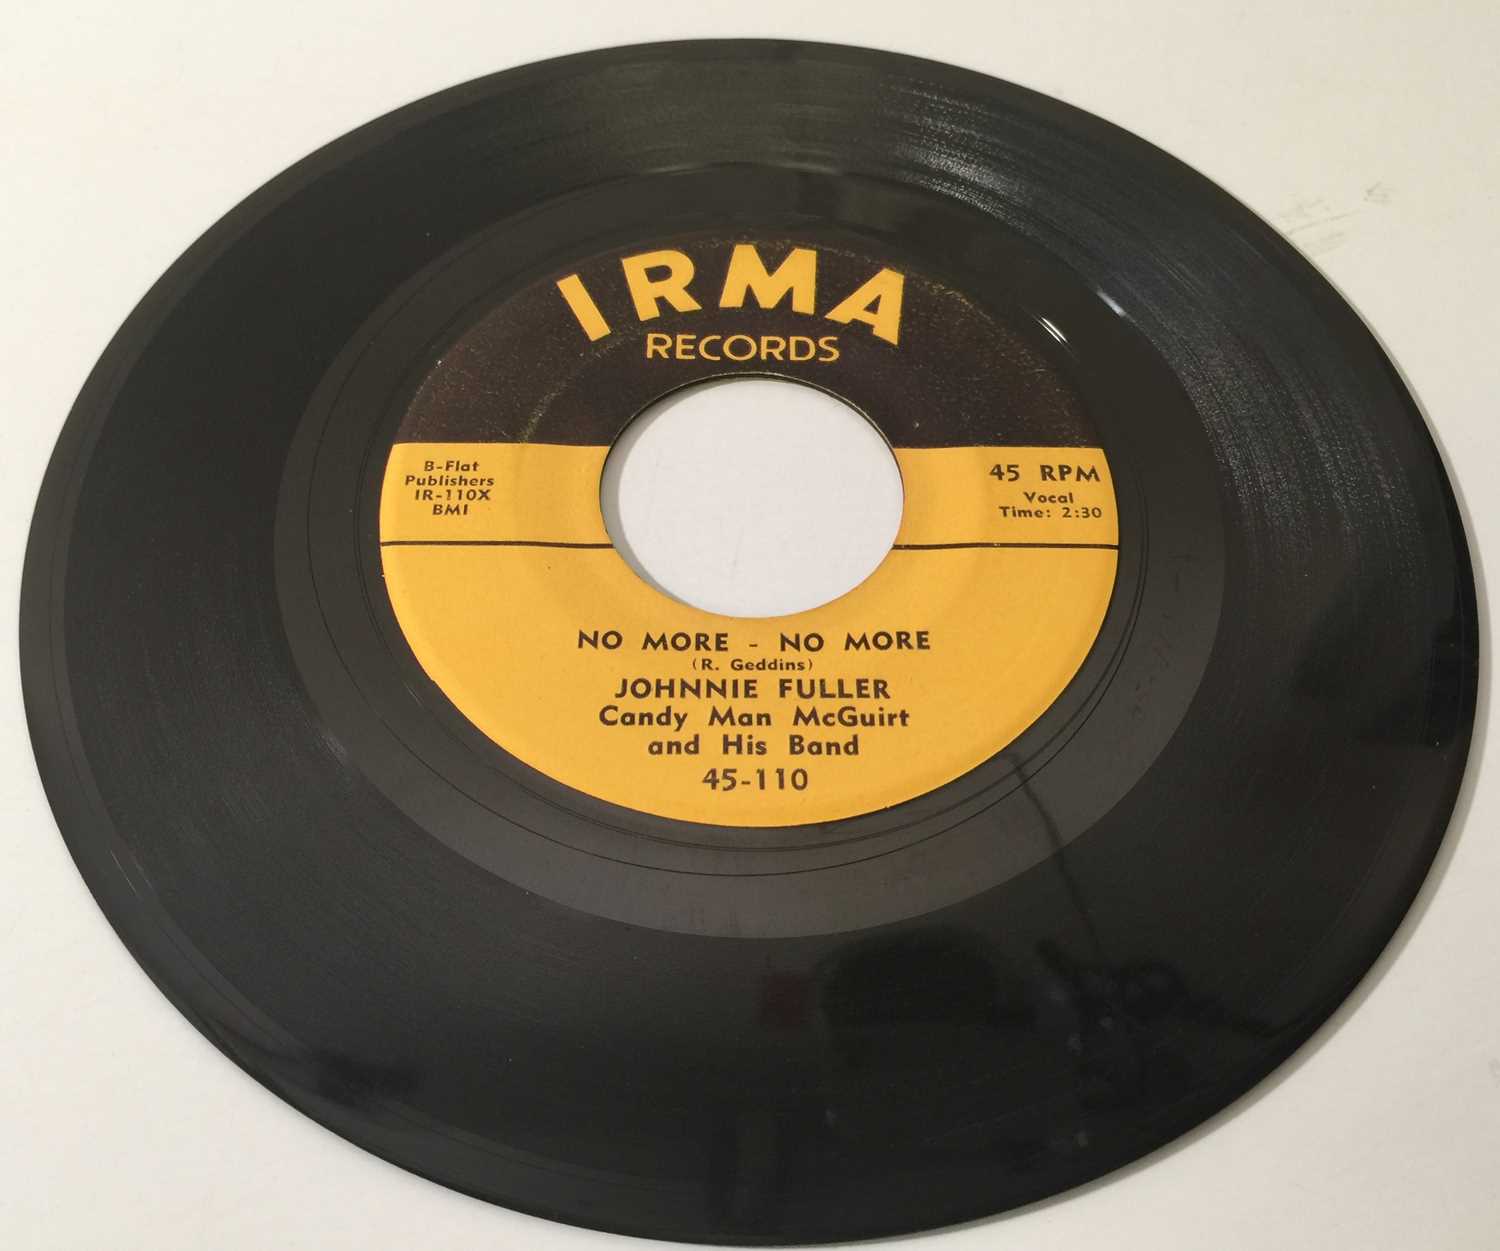 IRMA
RECORDS
B-Flat
Publishers
IR-110X
BMI
45 RPM
Vocal
Time: 2:30
NO MORE - NO MORE
(R. Geddins)
JOHNNIE FULLER
Candy Man McGuirt
and His Band
45-110